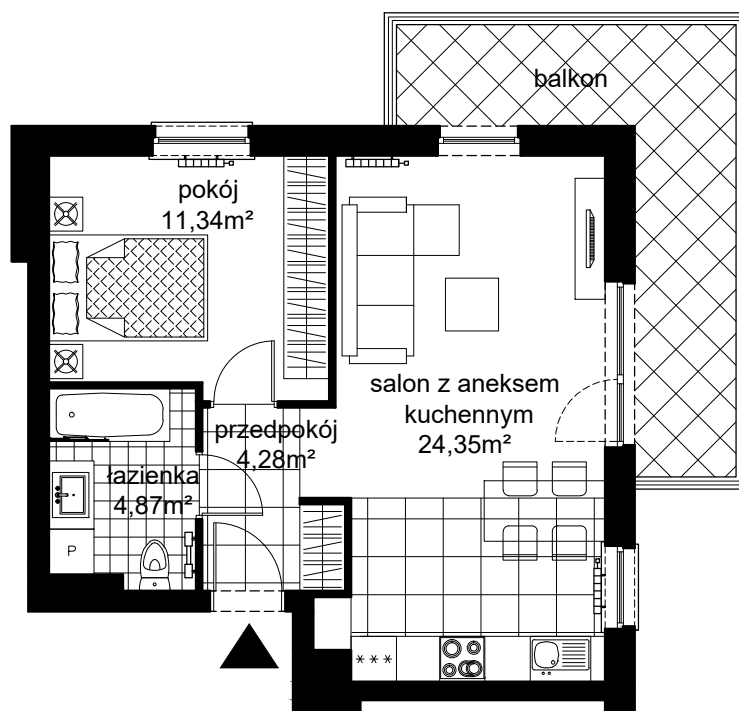 balkon
pokój
11,34m²
salon z aneksem
kuchennym
24,35m²
przedpokój
4,28m²
łazienka
4,87m²
P
***